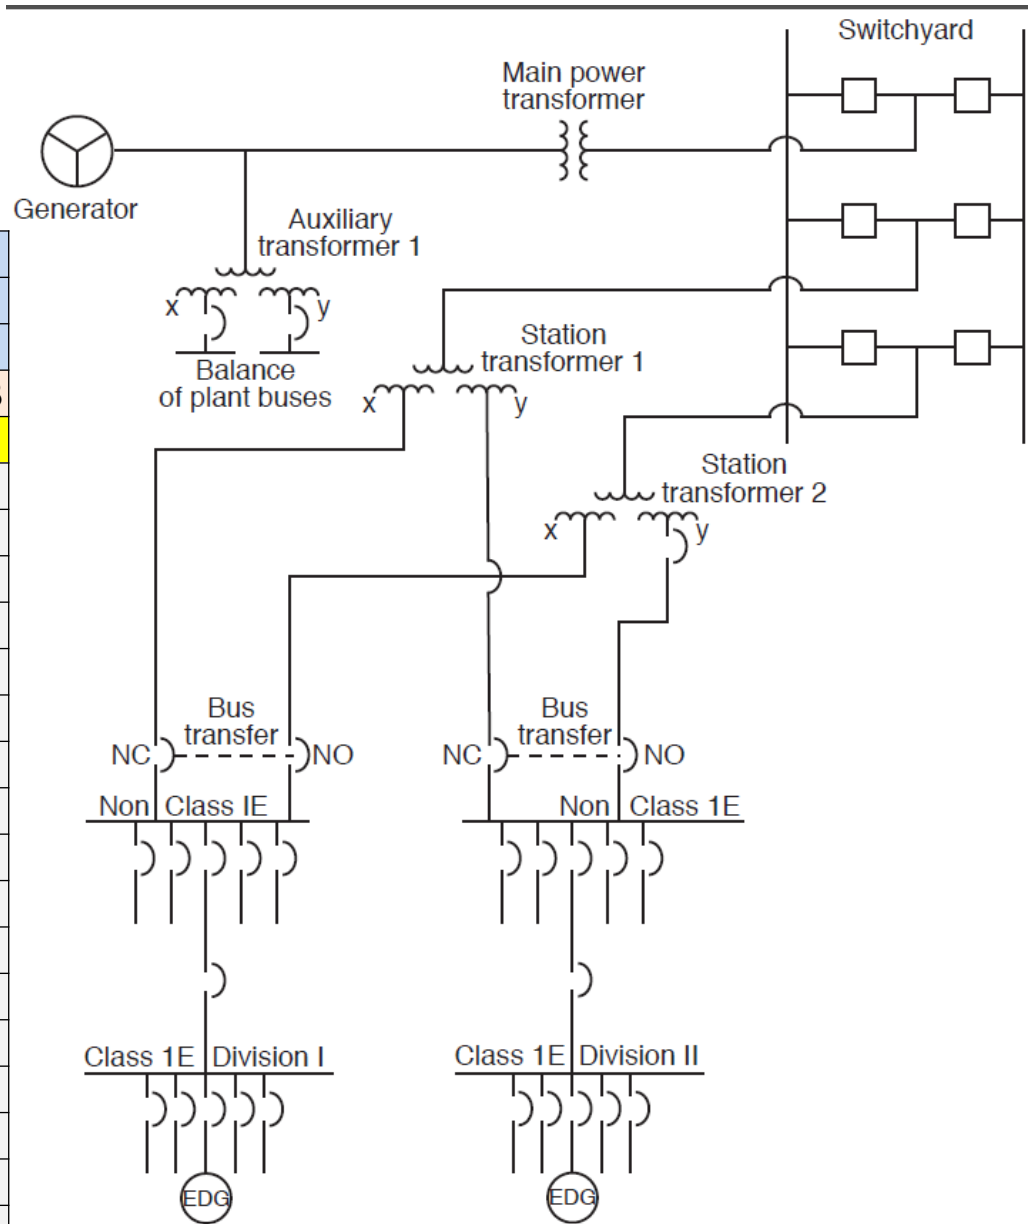 Switchyard
Main power
transformer
Generator
Auxiliary
transformer 1
x
y
Balance
of plant buses
Station
transformer 1
x
y
Station
transformer 2
x
y
Bus
transfer
NC
NO
Bus
transfer
NC
NO
Non Class IE
Non Class 1E
Class 1E Division I
Class 1E Division II
EDG
EDG